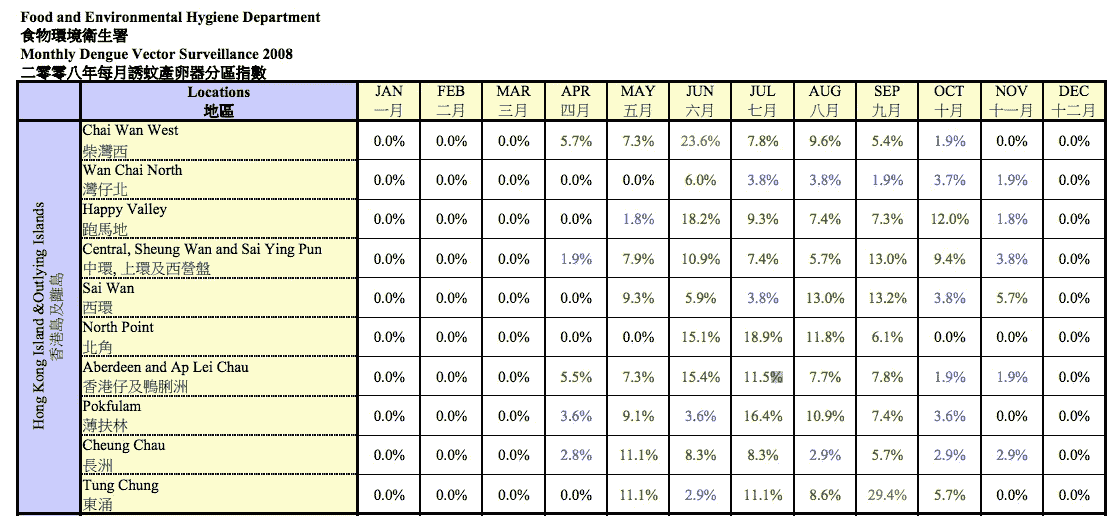 Food and Environmental Hygiene Department
食物環境衛生署
Monthly Dengue Vector Surveillance 2008
二零零八年每月誘蚊產卵器分區指數
Locations JAN FEB MAR APR MAY JUN JUL AUG SEP OCT NOV DEC
地區 一月 二月 三月 四月 五月 六月 七月 八月 九月 十月 十一月 十二月
Hong Kong Island &Outlying Islands
香港島及離島
Chai Wan West
柴灣西
0.0% 0.0% 0.0% 5.7% 7.3% 23.6% 7.8% 9.6% 5.4% 1.9% 0.0% 0.0%
Wan Chai North
灣仔北
0.0% 0.0% 0.0% 0.0% 0.0% 6.0% 3.8% 3.8% 1.9% 3.7% 1.9% 0.0%
Happy Valley
跑馬地
0.0% 0.0% 0.0% 0.0% 1.8% 18.2% 9.3% 7.4% 7.3% 12.0% 1.8% 0.0%
Central, Sheung Wan and Sai Ying Pun
中環, 上環及西營盤
0.0% 0.0% 0.0% 1.9% 7.9% 10.9% 7.4% 5.7% 13.0% 9.4% 3.8% 0.0%
Sai Wan
西環
0.0% 0.0% 0.0% 0.0% 9.3% 5.9% 3.8% 13.0% 13.2% 3.8% 5.7% 0.0%
North Point
北角
0.0% 0.0% 0.0% 0.0% 0.0% 15.1% 18.9% 11.8% 6.1% 0.0% 0.0% 0.0%
Aberdeen and Ap Lei Chau
香港仔及鴨脷洲
0.0% 0.0% 0.0% 5.5% 7.3% 15.4% 11.5% 7.7% 7.8% 1.9% 1.9% 0.0%
Pokfulam
薄扶林
0.0% 0.0% 0.0% 3.6% 9.1% 3.6% 16.4% 10.9% 7.4% 3.6% 0.0% 0.0%
Cheung Chau
長洲
0.0% 0.0% 0.0% 2.8% 11.1% 8.3% 8.3% 2.9% 5.7% 2.9% 2.9% 0.0%
Tung Chung
東涌
0.0% 0.0% 0.0% 0.0% 11.1% 2.9% 11.1% 8.6% 29.4% 5.7% 0.0% 0.0%